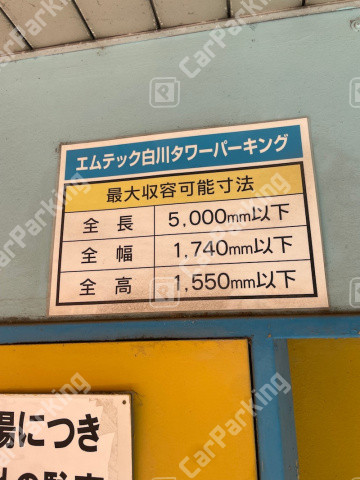 エムテック白川タワーパーキング
最大収容可能寸法
全長 5,000mm以下
全幅 1,740mm以下
全高 1,550mm以下
場につき
CarParking